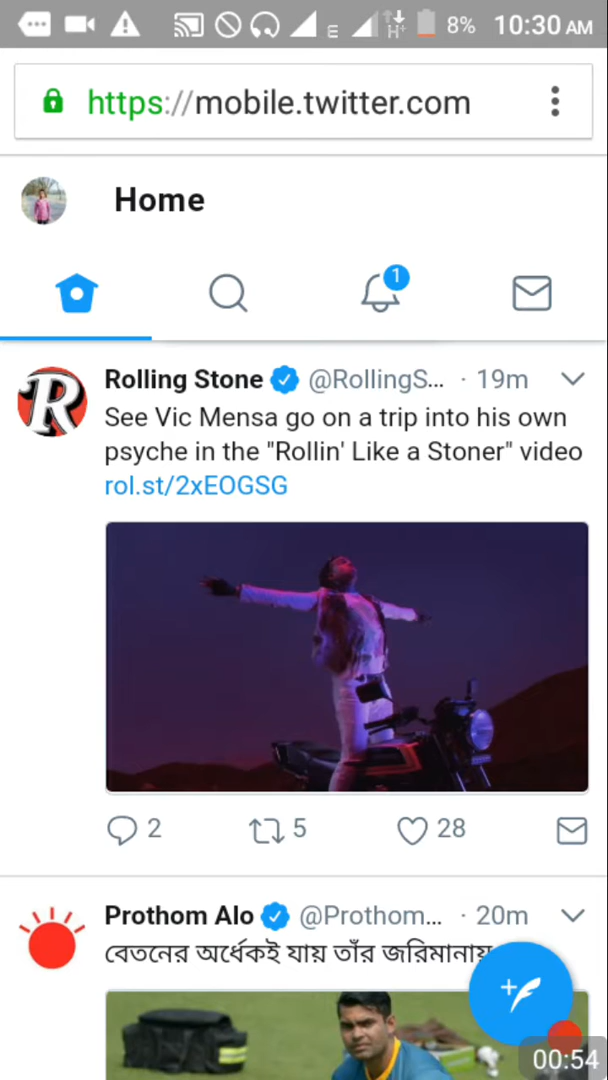 E H+ 8% 10:30 AM
https://mobile.twitter.com
Home
1
Rolling Stone @RollingS... · 19m
See Vic Mensa go on a trip into his own
psyche in the "Rollin' Like a Stoner" video
rol.st/2xEOGSG
2 5 28
Prothom Alo @Prothom... · 20m
বেতনের অর্ধেকই যায় তাঁর জরিমানায়
00:54